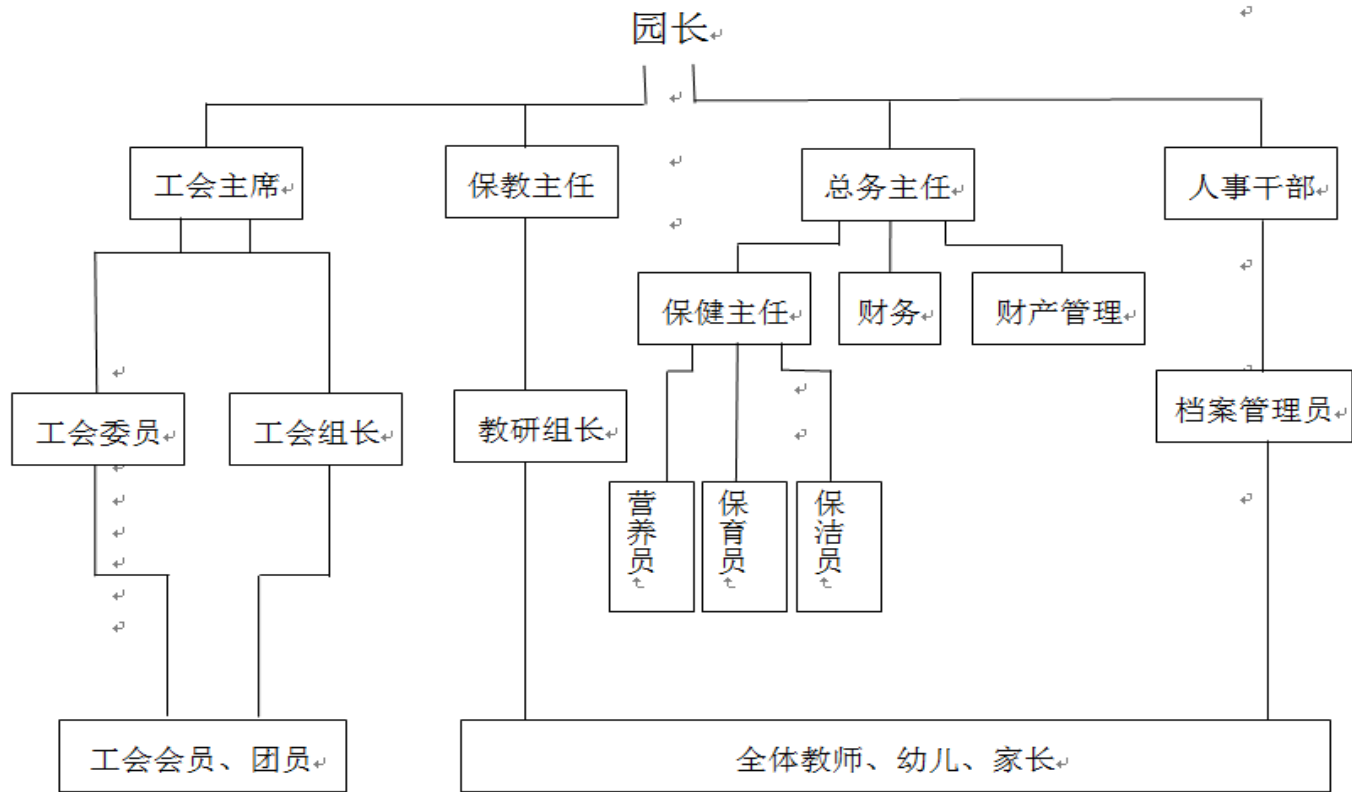 园长
工会主席
保教主任
总务主任
人事干部
保健主任
财务
财产管理
工会委员
工会组长
教研组长
档案管理员
营养员
保育员
保洁员
工会会员、团员
全体教师、幼儿、家长